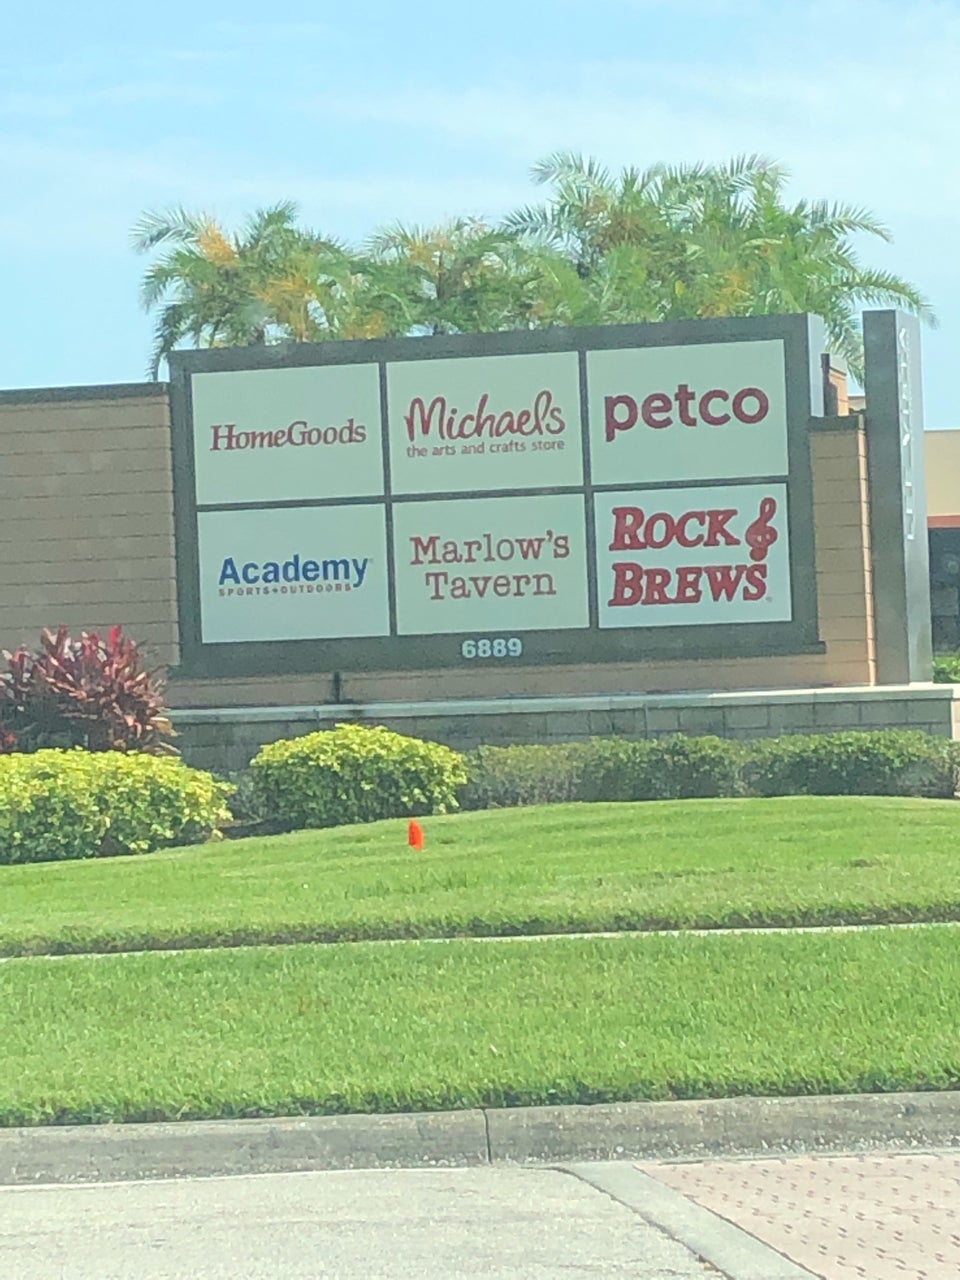 HomeGoods
Michaels
the arts and crafts store
petco
Academy
SPORTS+OUTDOORS
Marlow's
Tavern
ROCK
BREWS
6889